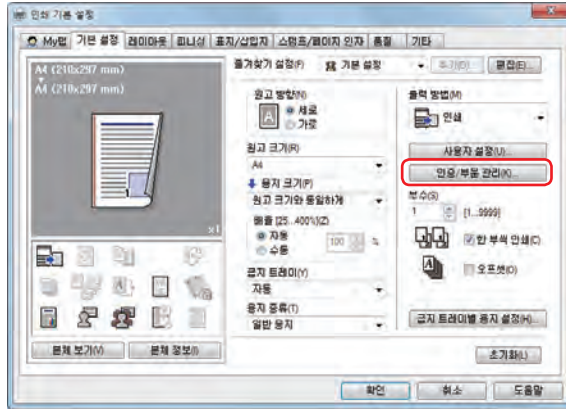 인쇄 기본 설정
My탭 기본 설정 레이아웃 피니싱 표지/삽입지 스탬프/페이지 인자 품질 기타
A4 (210x297 mm)
A4 (210x297 mm)
x1
본체 보기(V) 본체 정보(I)
즐겨찾기 설정(F) 기본 설정 추가(D) 편집(E)...
원고 방향(N)
세로
가로
원고 크기(R)
A4
용지 크기(P)
원고 크기와 동일하게
배율 [25...400%](Z)
자동
수동
100 %
급지 트레이(Y)
자동
용지 종류(T)
일반 용지
출력 방법(M)
인쇄
사용자 설정(U)...
인증/부문 관리(K)...
부수(S)
1 [1...9999]
한 부씩 인쇄(C)
오프셋(O)
급지 트레이별 용지 설정(H)...
초기화(L)
확인 취소 도움말